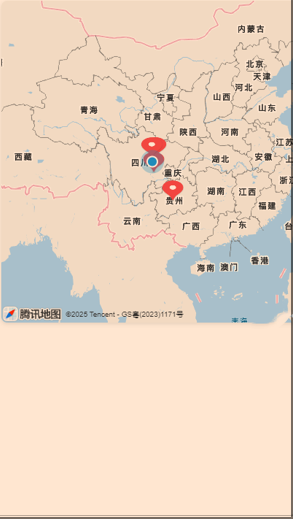 内蒙古
北京
天津
河北
宁夏
山西
山东
青海
甘肃
陕西
河南
江苏
西藏
四川
湖北
安徽
上
重庆
浙江
湖南
江西
贵州
福建
云南
广西
广东
台
海南
澳门
香港
腾讯地图 ©2025 Tencent - GS粤(2023)1171号